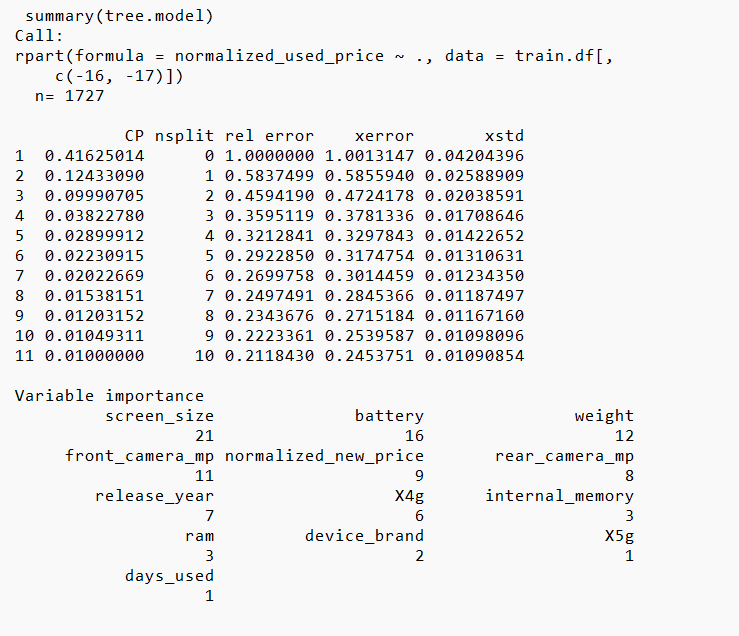 summary(tree.model)
Call:
rpart(formula = normalized_used_price ~ ., data = train.df[,
    c(-16, -17)])
  n= 1727

           CP nsplit rel error    xerror       xstd
1  0.41625014      0 1.0000000 1.0013147 0.04204396
2  0.12433090      1 0.5837499 0.5855940 0.02588909
3  0.09990705      2 0.4594190 0.4724178 0.02038591
4  0.03822780      3 0.3595119 0.3781336 0.01708646
5  0.02899912      4 0.3212841 0.3297843 0.01422652
6  0.02230915      5 0.2922850 0.3174754 0.01310631
7  0.02022669      6 0.2699758 0.3014459 0.01234350
8  0.01538151      7 0.2497491 0.2845366 0.01187497
9  0.01203152      8 0.2343676 0.2715184 0.01167160
10 0.01049311      9 0.2223361 0.2539587 0.01098096
11 0.01000000     10 0.2118430 0.2453751 0.01090854

Variable importance
         screen_size              battery               weight
                  21                   16                   12
     front_camera_mp normalized_new_price       rear_camera_mp
                  11                    9                    8
        release_year                  X4g      internal_memory
                   7                    6                    3
                 ram         device_brand                  X5g
                   3                    2                    1
           days_used
                   1